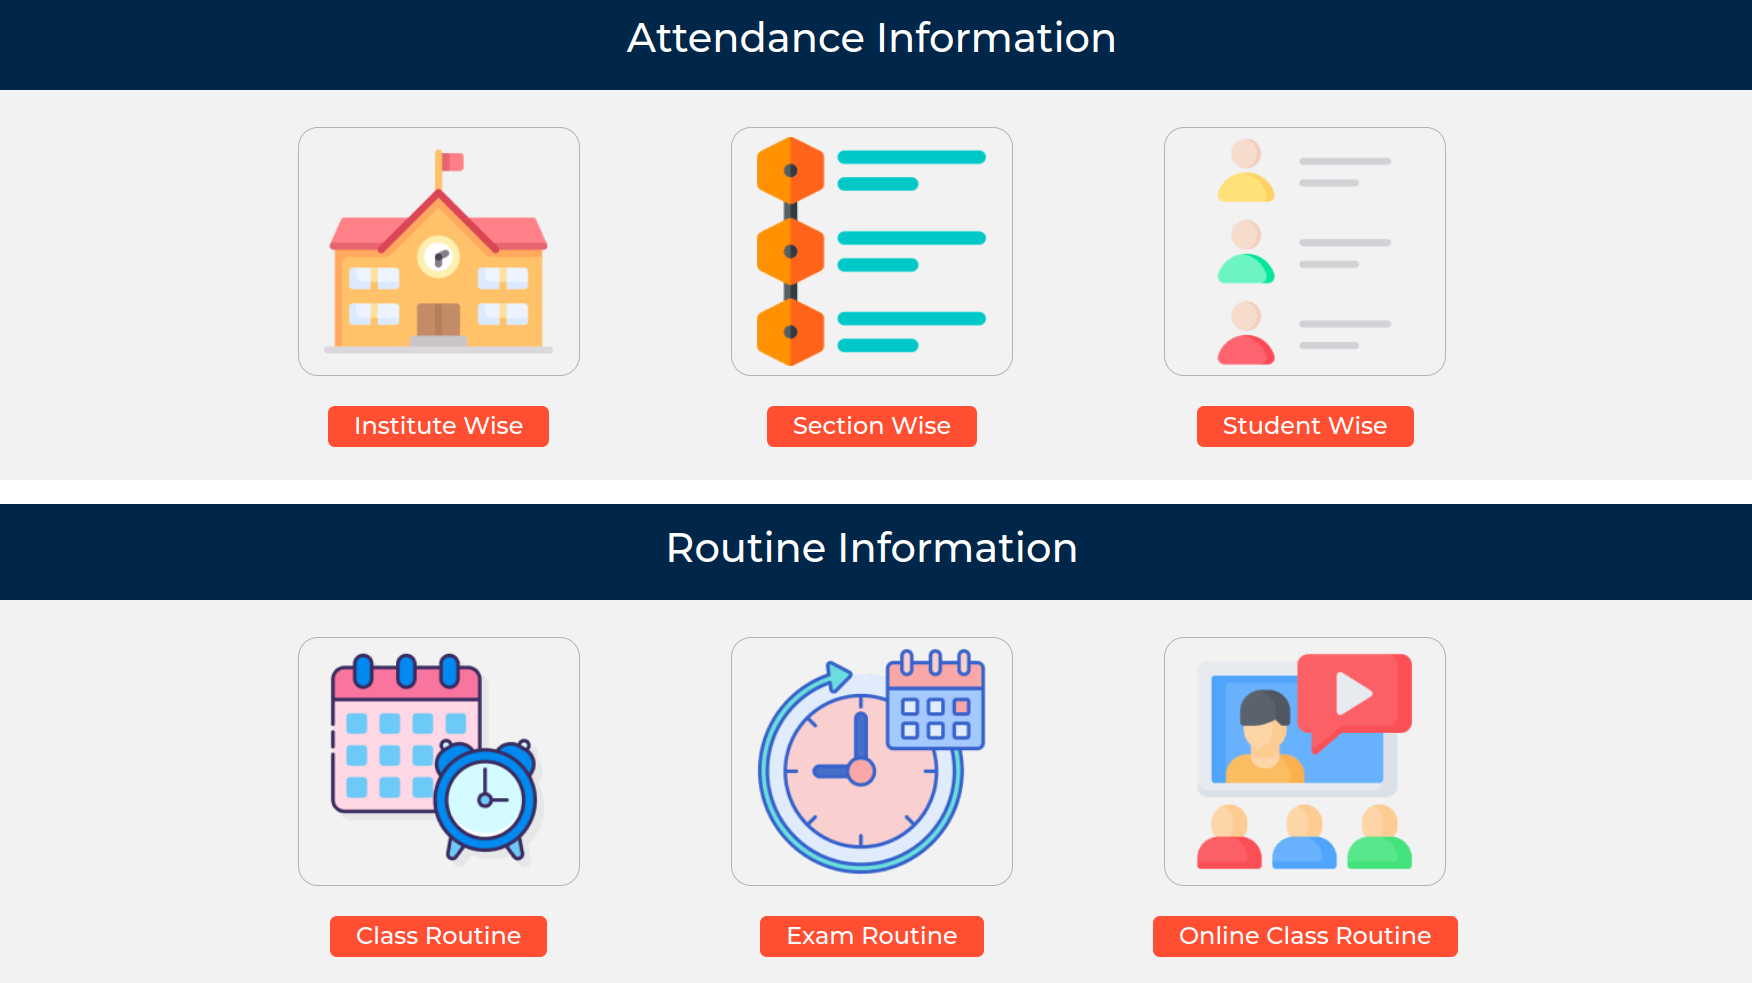 Attendance Information
Institute Wise
Section Wise
Student Wise
Routine Information
Class Routine
Exam Routine
Online Class Routine